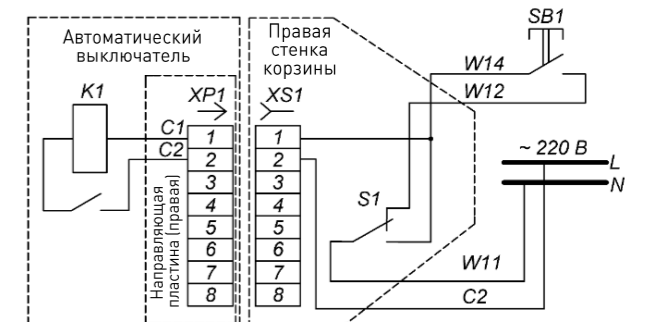 SB1
Автоматический
выключатель
Правая
стенка
корзины
W14
K1
XP1
XS1
W12
C1
1
1
~ 220 В
C2
2
2
L
3
3
N
S1
4
4
5
5
6
6
W11
7
7
C2
8
8
Направляющая
пластина (правая)